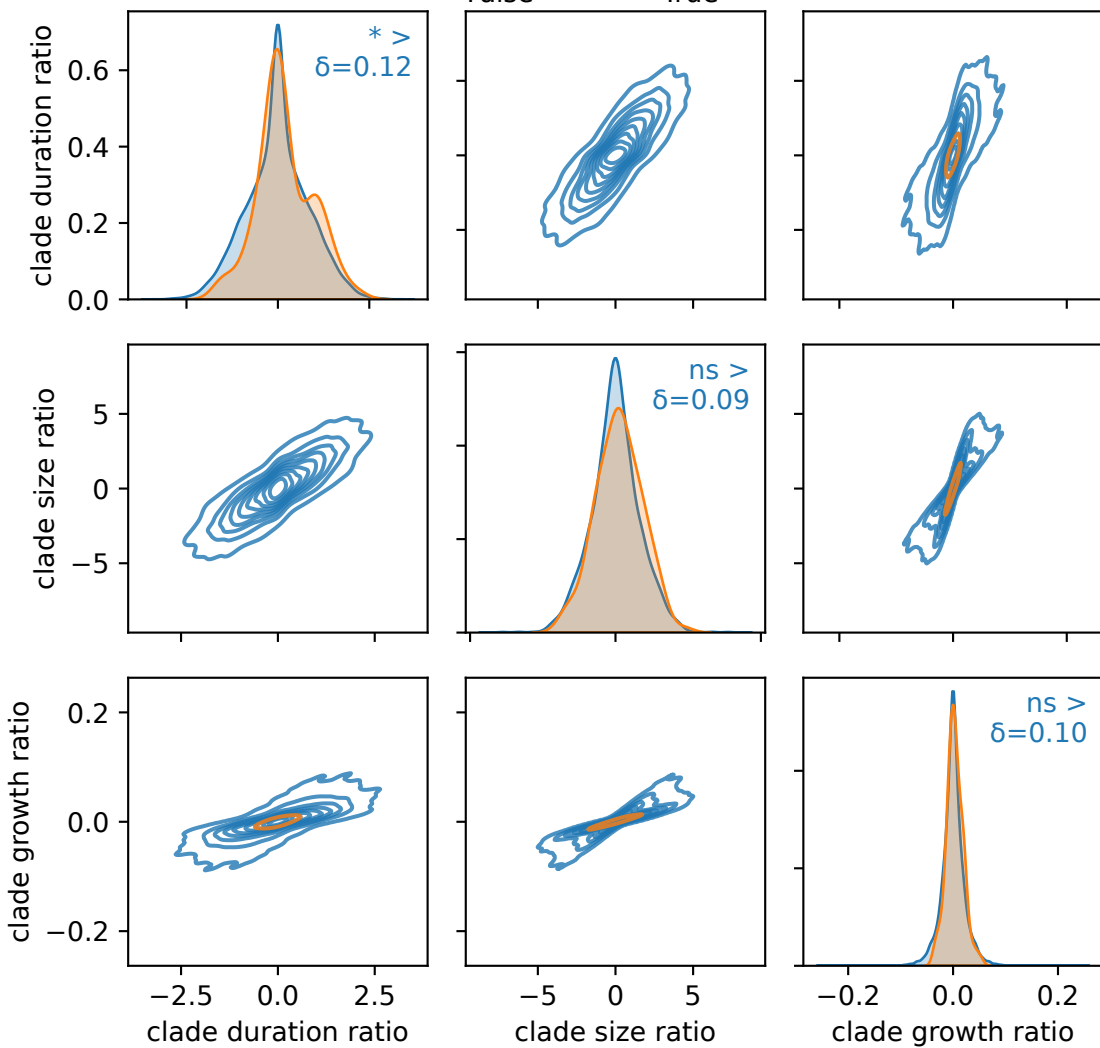 False True
0.6
0.4
0.2
0.0
clade duration ratio
* >
δ=0.12
5
0
−5
clade size ratio
ns >
δ=0.09
0.2
0.0
−0.2
clade growth ratio
ns >
δ=0.10
−2.5 0.0 2.5
−5 0 5
−0.2 0.0 0.2
clade duration ratio
clade size ratio
clade growth ratio